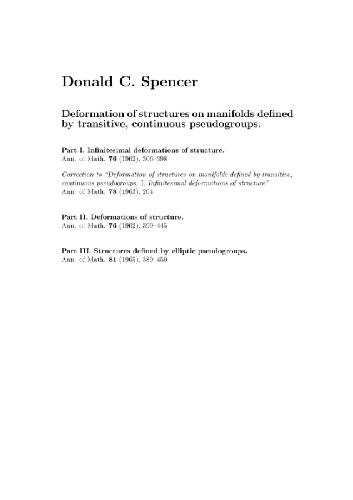 Donald C. Spencer
Deformation of structures on manifolds defined
by transitive, continuous pseudogroups.
Part I. Infinitesimal deformations of structure.
Ann. of Math. 76 (1962), 306–398
Correction to "Deformation of structures on manifolds defined by transitive,
continuous pseudogroups. I. Infinitesimal deformations of structure"
Ann. of Math. 78 (1963), 204
Part II. Deformations of structure.
Ann. of Math. 76 (1962), 399–445
Part III. Structures defined by elliptic pseudogroups.
Ann. of Math. 81 (1965), 389–450